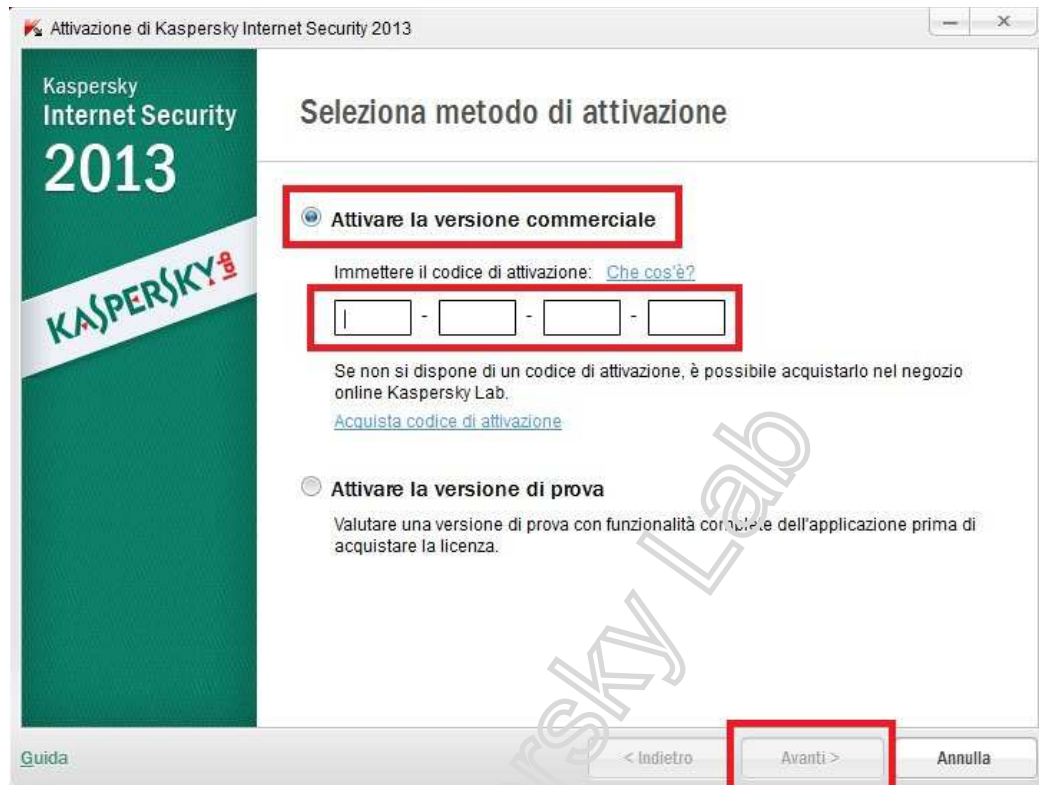 Attivazione di Kaspersky Internet Security 2013
Kaspersky
Internet Security
2013
KASPERSKY lab
Seleziona metodo di attivazione
Attivare la versione commerciale
Immettere il codice di attivazione: Che cos'è?
- - -
Se non si dispone di un codice di attivazione, è possibile acquistarlo nel negozio
online Kaspersky Lab.
Acquista codice di attivazione
Attivare la versione di prova
Valutare una versione di prova con funzionalità complete dell'applicazione prima di
acquistare la licenza.
Guida
< Indietro
Avanti >
Annulla
rsky Lab